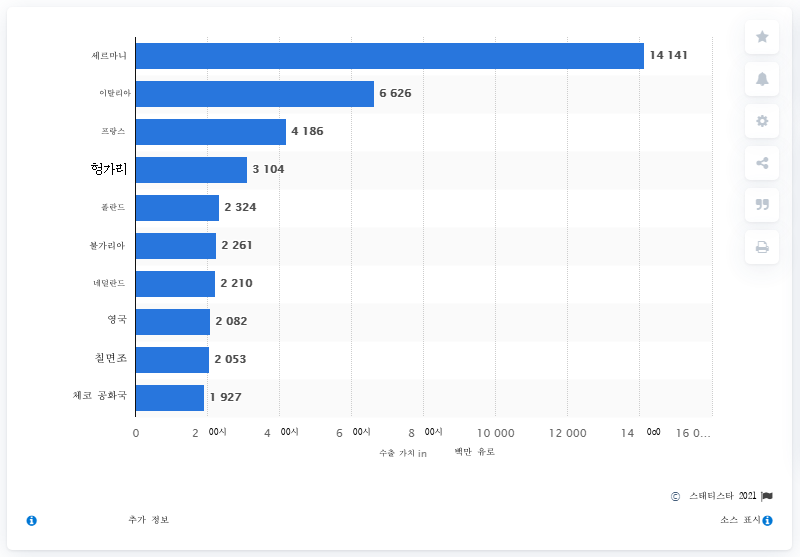 세르마니 14 141
이탈리아 6 626
프랑스 4 186
헝가리 3 104
폴란드 2 324
불가리아 2 261
네덜란드 2 210
영국 2 082
칠면조 2 053
체코 공화국 1 927
0 2 00시 4 00시 6 00시 8 00시 10 000 12 000 14 0o0 16 0...
수출 가치 in 백만 유로
© 스태티스타 2021
추가 정보 소스 표시